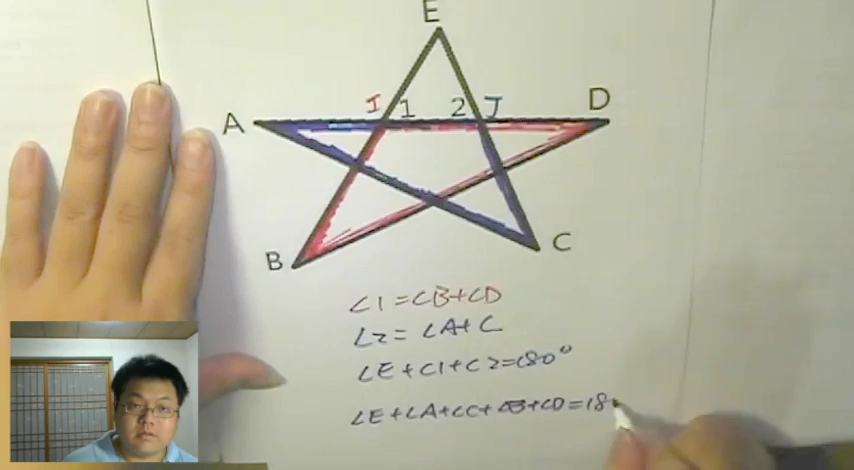 E
A I 1 2 J D
B C
∠1=∠B+∠D
∠2=∠A+C
∠E+∠1+∠2=180°
∠E+∠A+∠C+∠B+∠D=18